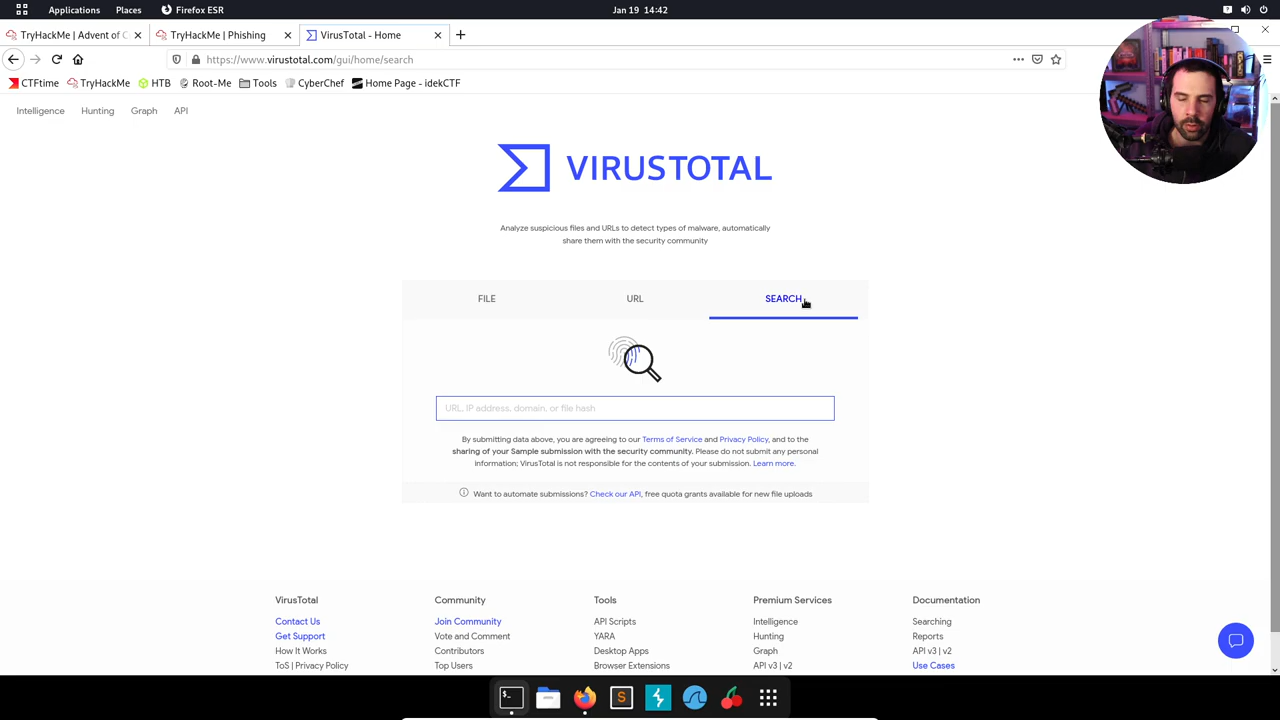 Applications Places Firefox ESR Jan 19 14:42
TryHackMe | Advent of C TryHackMe | Phishing VirusTotal - Home
https://www.virustotal.com/gui/home/search
CTFtime TryHackMe HTB Root-Me Tools CyberChef Home Page - idekCTF
Intelligence Hunting Graph API
VIRUSTOTAL
Analyze suspicious files and URLs to detect types of malware, automatically
share them with the security community
FILE URL SEARCH
URL, IP address, domain, or file hash
By submitting data above, you are agreeing to our Terms of Service and Privacy Policy, and to the
sharing of your Sample submission with the security community. Please do not submit any personal
information; VirusTotal is not responsible for the contents of your submission. Learn more.
Want to automate submissions? Check our API, free quota grants available for new file uploads
VirusTotal Community Tools Premium Services Documentation
Contact Us Join Community API Scripts Intelligence Searching
Get Support Vote and Comment YARA Hunting Reports
How It Works Contributors Desktop Apps Graph API v3 | v2
ToS | Privacy Policy Top Users Browser Extensions API v3 | v2 Use Cases